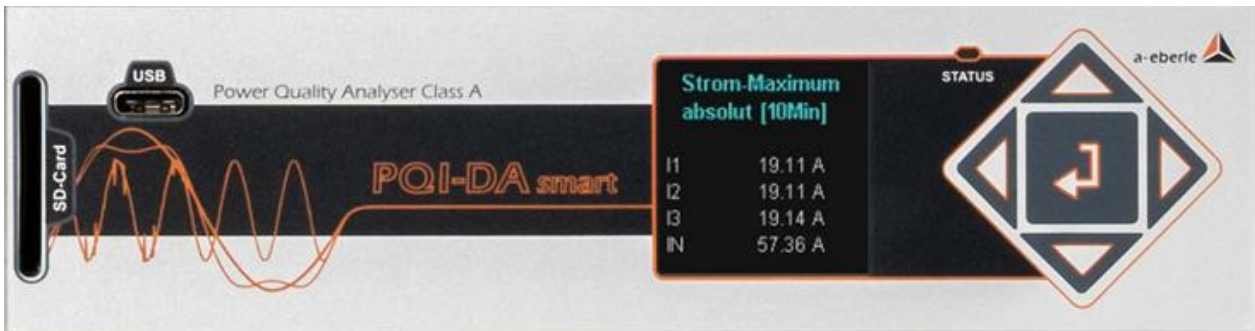 USB
SD-Card
Power Quality Analyser Class A
PQI-DA smart
Strom-Maximum
absolut [10Min]
I1 19.11 A
I2 19.11 A
I3 19.14 A
IN 57.36 A
STATUS
a-eberle